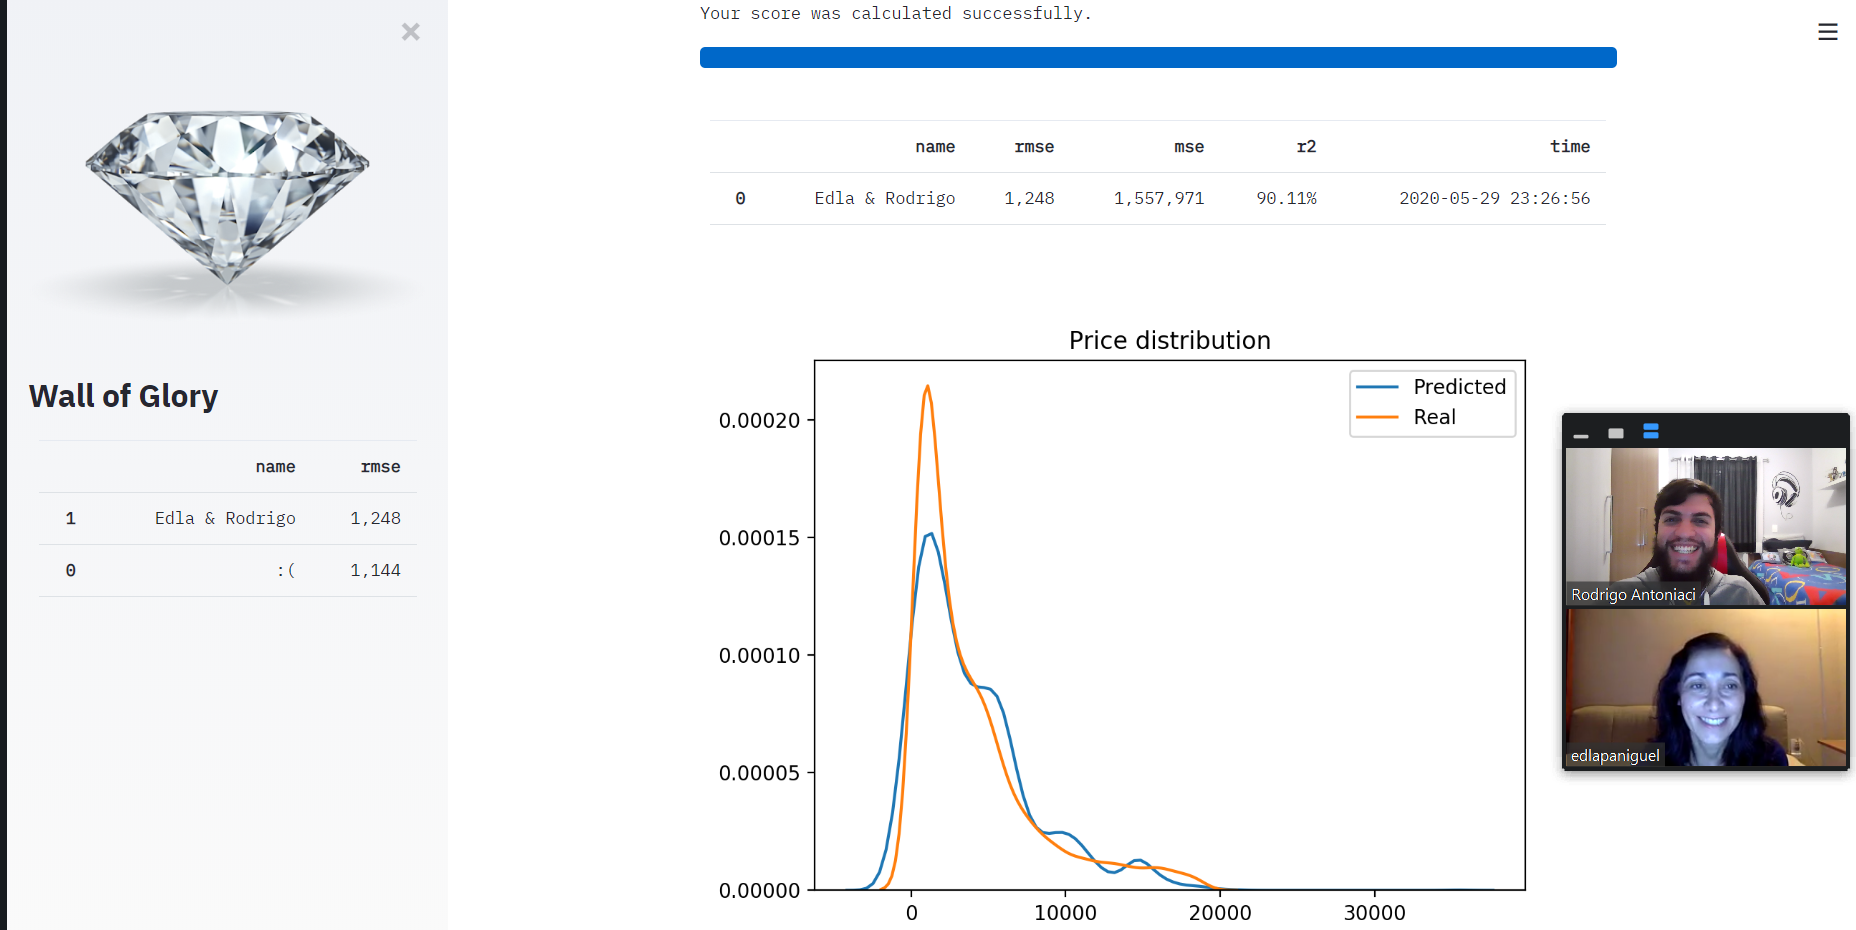 Your score was calculated successfully.
name rmse mse r2 time
0 Edla & Rodrigo 1,248 1,557,971 90.11% 2020-05-29 23:26:56
Wall of Glory
name rmse
1 Edla & Rodrigo 1,248
0 :( 1,144
Price distribution
Predicted
Real
0.00020
0.00015
0.00010
0.00005
0.00000
0 10000 20000 30000
Rodrigo Antoniaci
edlapaniguel